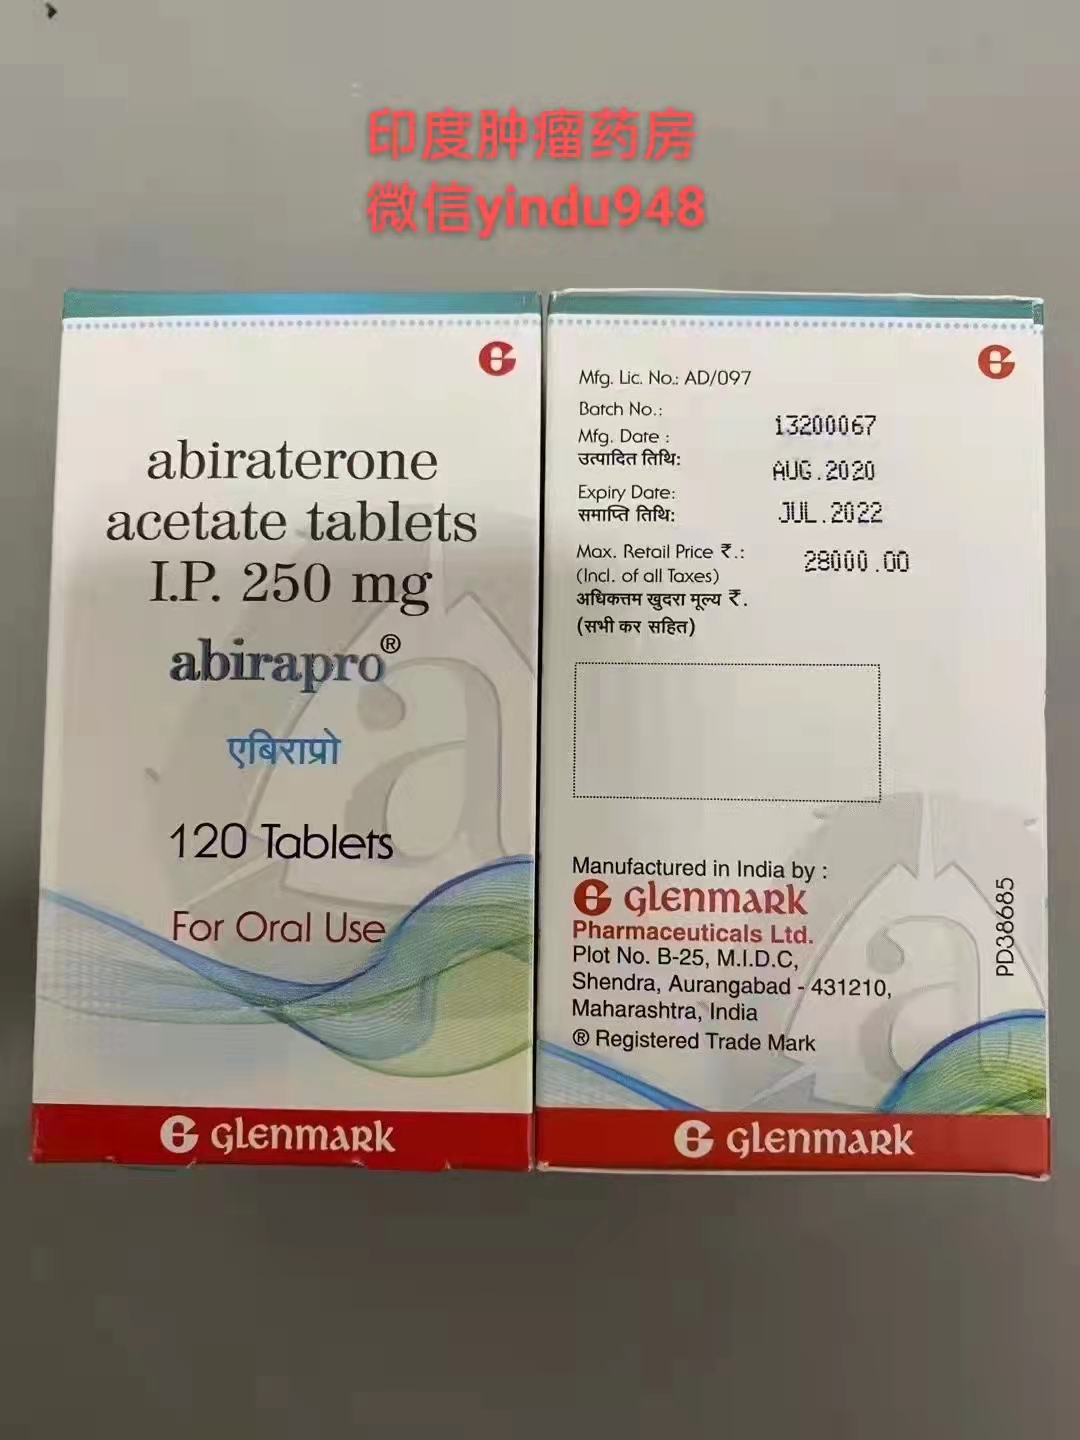 印度肿瘤药房
微信yindu948
abiraterone
acetate tablets
I.P. 250 mg
abirapro®
एबिराप्रो
120 Tablets
For Oral Use
GLENMARK
Mfg. Lic. No.: AD/097
Batch No.: 13200067
Mfg. Date : AUG.2020
उत्पादित तिथि:
Expiry Date: JUL.2022
समाप्ति तिथि:
Max. Retail Price ₹.: 28000.00
(Incl. of all Taxes)
अधिकतम खुदरा मूल्य ₹.
(सभी कर सहित)
Manufactured in India by :
GLENMARK
Pharmaceuticals Ltd.
Plot No. B-25, M.I.D.C,
Shendra, Aurangabad - 431210,
Maharashtra, India
® Registered Trade Mark
PD38685
GLENMARK